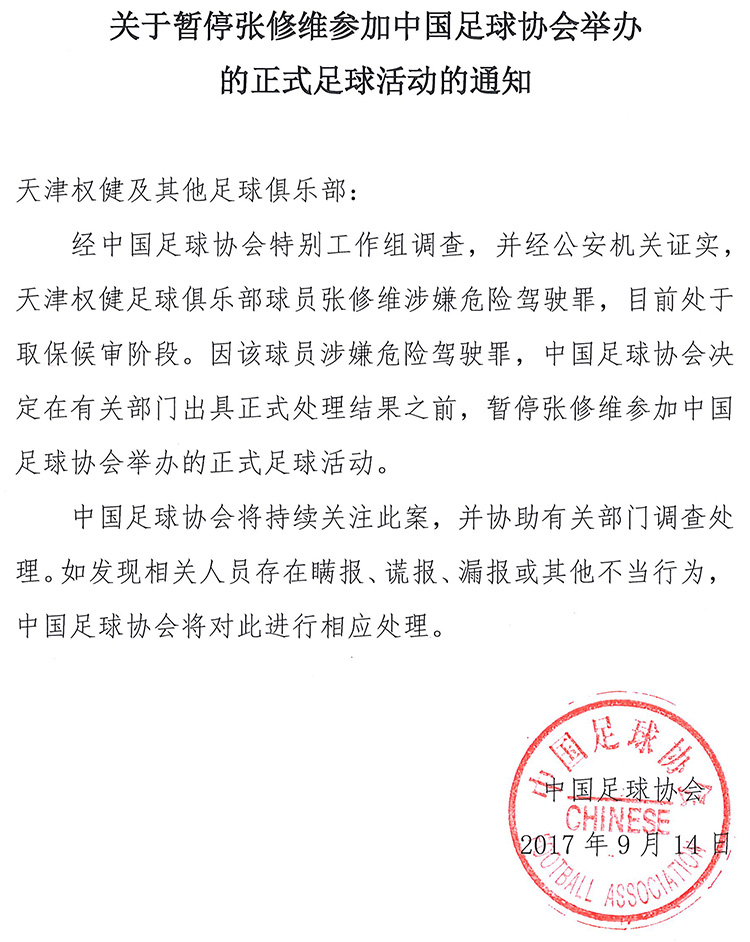 关于暂停张修维参加中国足球协会举办
的正式足球活动的通知
天津权健及其他足球俱乐部：
经中国足球协会特别工作组调查，并经公安机关证实，
天津权健足球俱乐部球员张修维涉嫌危险驾驶罪，目前处于
取保候审阶段。因该球员涉嫌危险驾驶罪，中国足球协会决
定在有关部门出具正式处理结果之前，暂停张修维参加中国
足球协会举办的正式足球活动。
中国足球协会将持续关注此案，并协助有关部门调查处
理。如发现相关人员存在瞒报、谎报、漏报或其他不当行为，
中国足球协会将对此进行相应处理。
中国足球协会
中国足球协会
CHINESE
2017 年 9 月 14 日
FOOTBALL ASSOCIATION